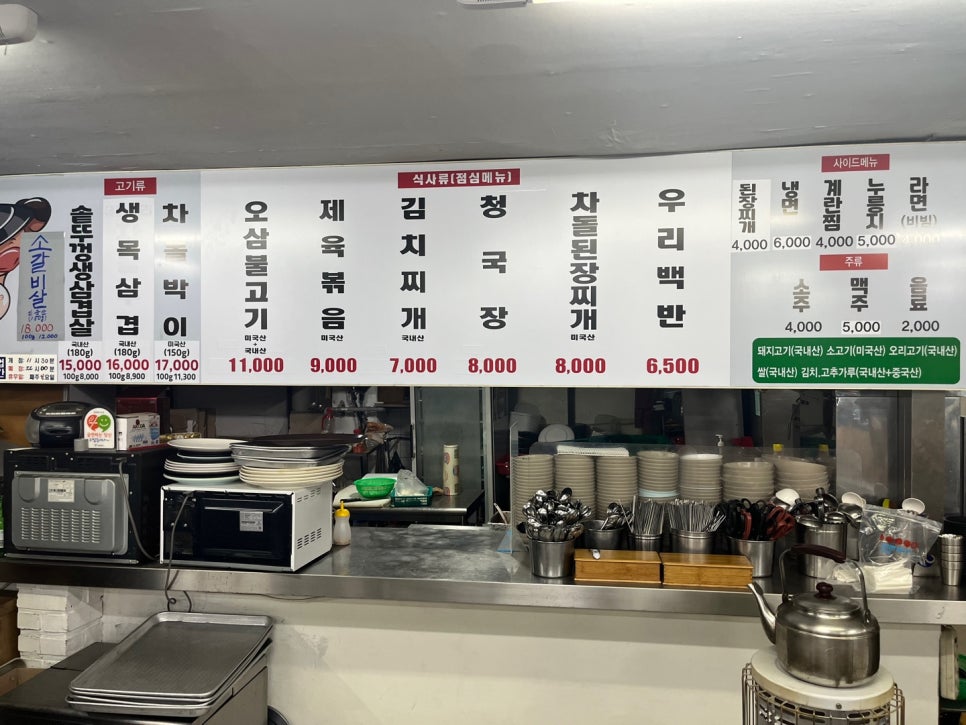 소갈비살
18,000
100g 12,000
고기류
솥뚜껑생삼겹살
국내산
(180g)
15,000
100g 8,000
생목삼겹
국내산
(180g)
16,000
100g 8,900
차돌박이
미국산
(150g)
17,000
100g 11,300
식사류(점심메뉴)
오삼불고기
미국산
+
국내산
11,000
제육볶음
미국산
9,000
김치찌개
국내산
7,000
청국장
8,000
차돌된장찌개
미국산
8,000
우리백반
6,500
사이드메뉴
된장찌개
4,000
냉면
6,000
계란찜
4,000
누룽지
5,000
라면
(비빔)
주류
소주
4,000
맥주
5,000
음료
2,000
돼지고기(국내산) 소고기(미국산) 오리고기(국내산)
쌀(국내산) 김치,고추가루(국내산+중국산)